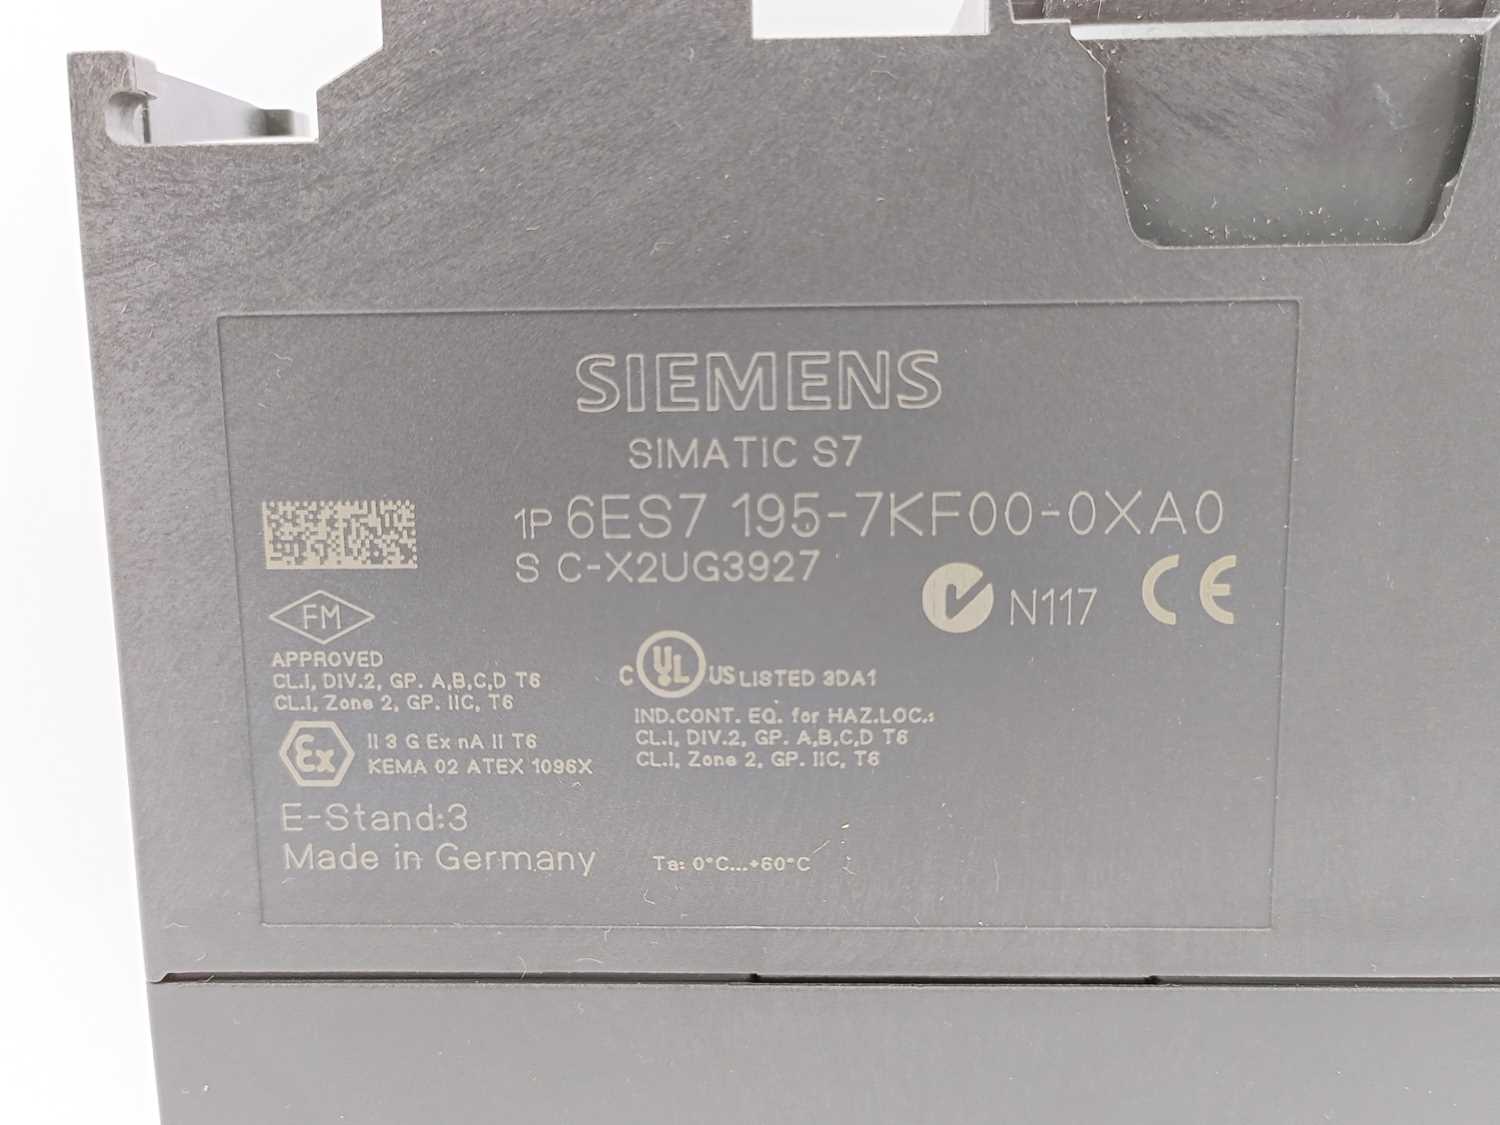 SIEMENS
SIMATIC S7
1P 6ES7 195-7KF00-0XA0
S C-X2UG3927
N117 CE
FM
APPROVED
CL.I, DIV.2, GP. A,B,C,D T6
CL.I, Zone 2, GP. IIC, T6
C UL US LISTED 3DA1
IND.CONT. EQ. for HAZ.LOC.:
CL.I, DIV.2, GP. A,B,C,D T6
CL.I, Zone 2, GP. IIC, T6
Ex II 3 G Ex nA II T6
KEMA 02 ATEX 1096X
E-Stand:3
Made in Germany
Ta: 0°C...+60°C